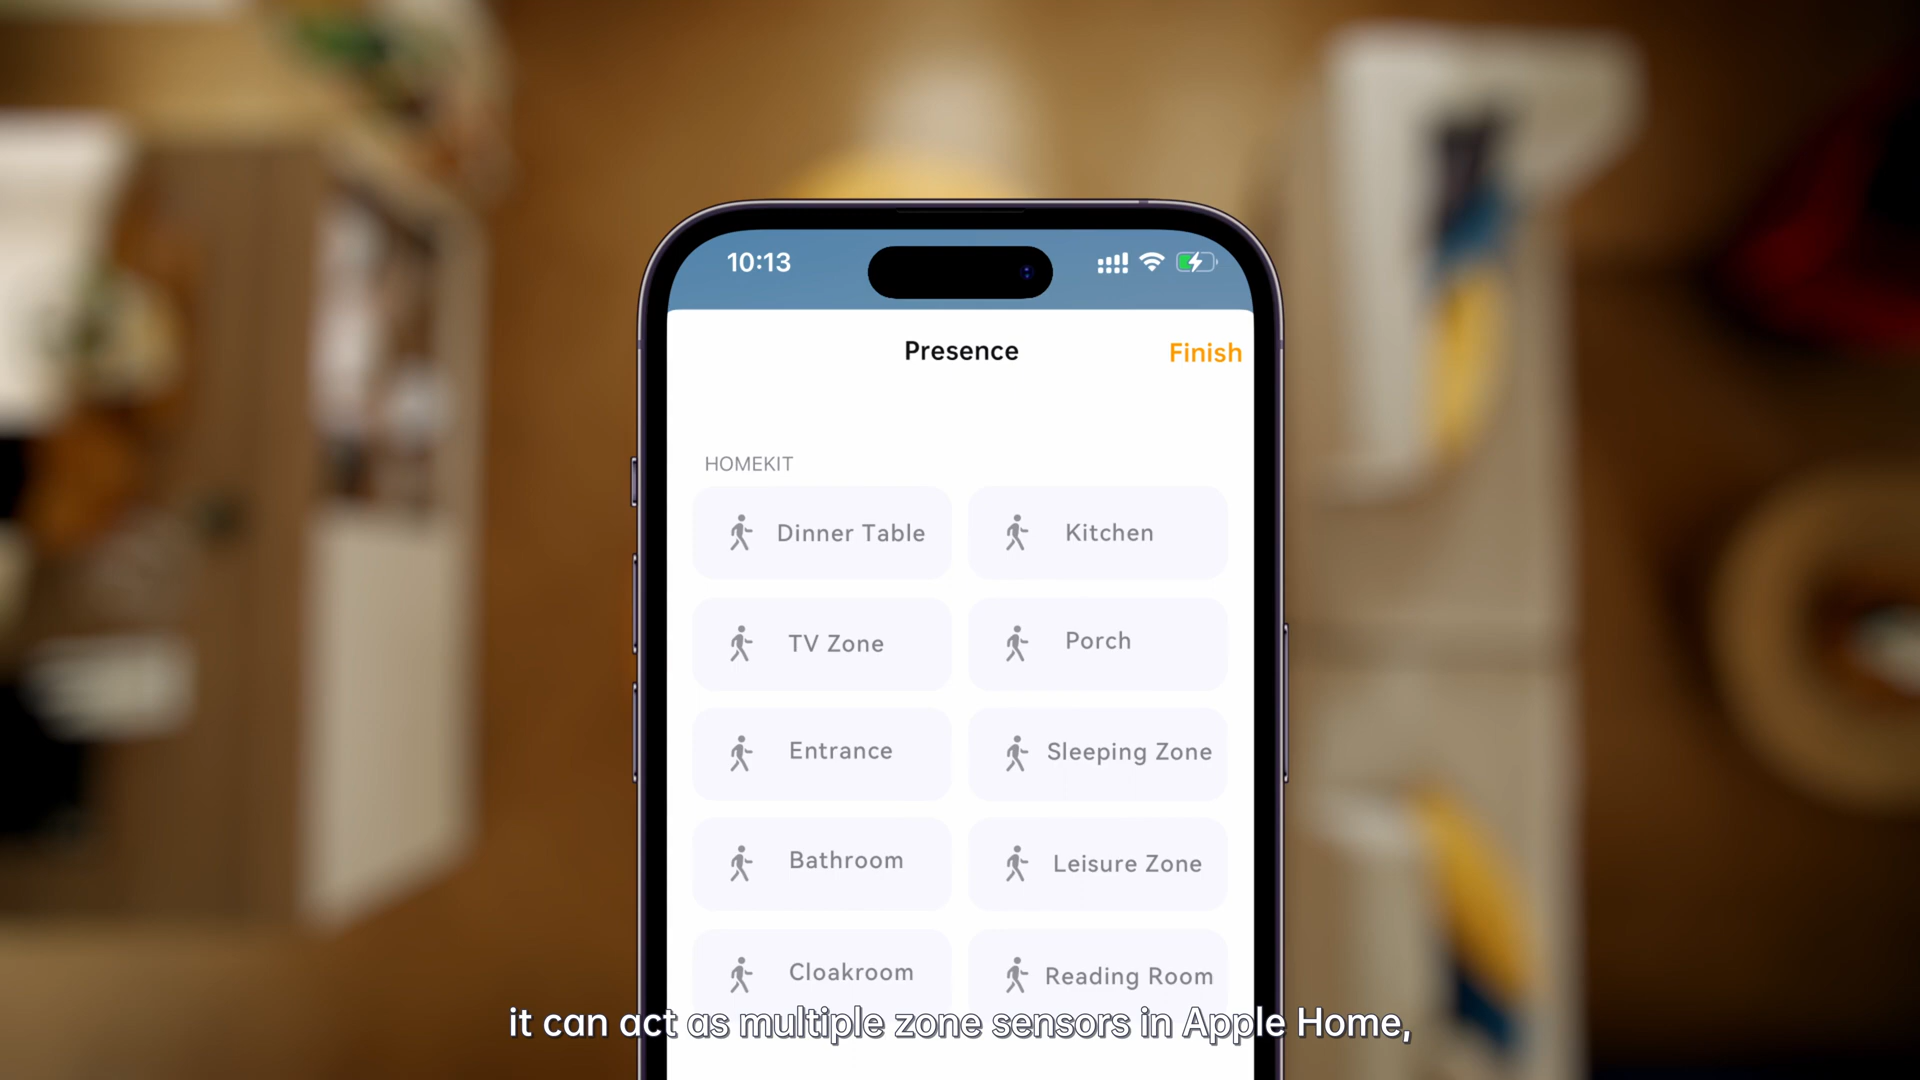 10:13
Presence
Finish
HOMEKIT
Dinner Table
Kitchen
TV Zone
Porch
Entrance
Sleeping Zone
Bathroom
Leisure Zone
Cloakroom
Reading Room
it can act as multiple zone sensors in Apple Home,